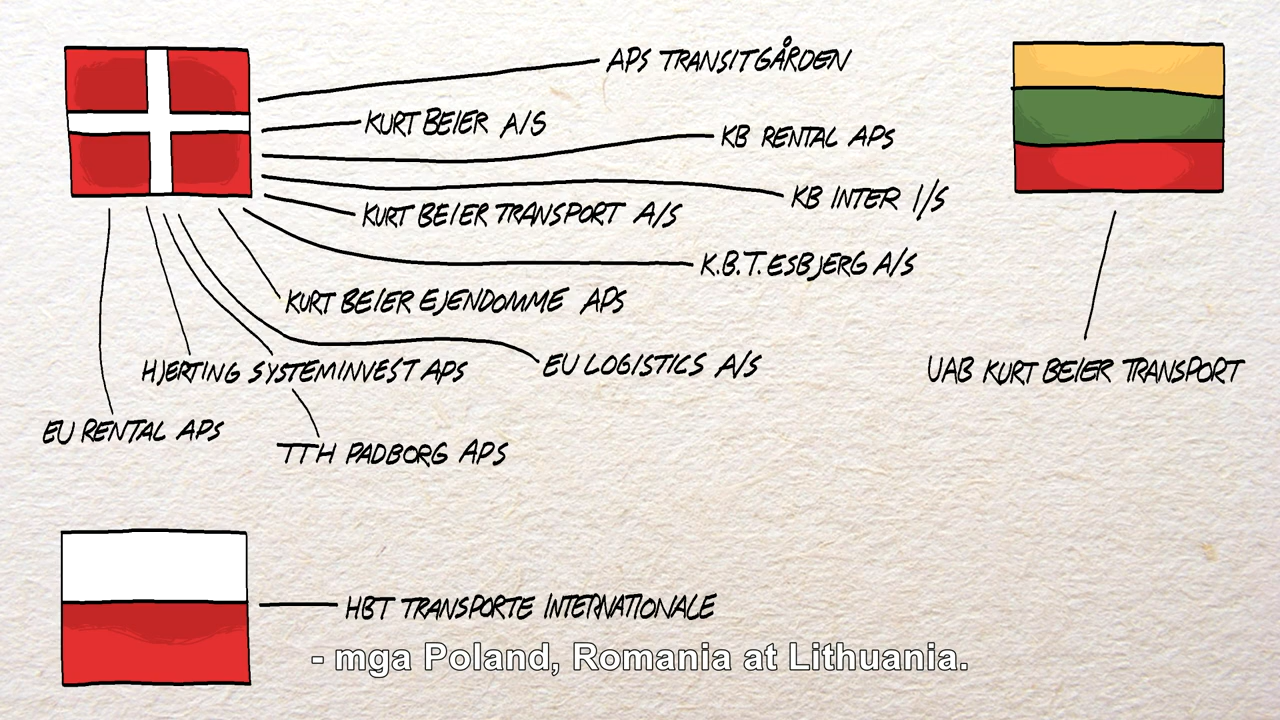 APS TRANSITGÅRDEN
KURT BEIER A/S
KB RENTAL APS
KB INTER I/S
KURT BEIER TRANSPORT A/S
K.B.T. ESBJERG A/S
KURT BEIER EJENDOMME APS
HJERTING SYSTEMINVEST APS
EU LOGISTICS A/S
UAB KURT BEIER TRANSPORT
EU RENTAL APS
TTH PADBORG APS
HBT TRANSPORTE INTERNATIONALE
- mga Poland, Romania at Lithuania.